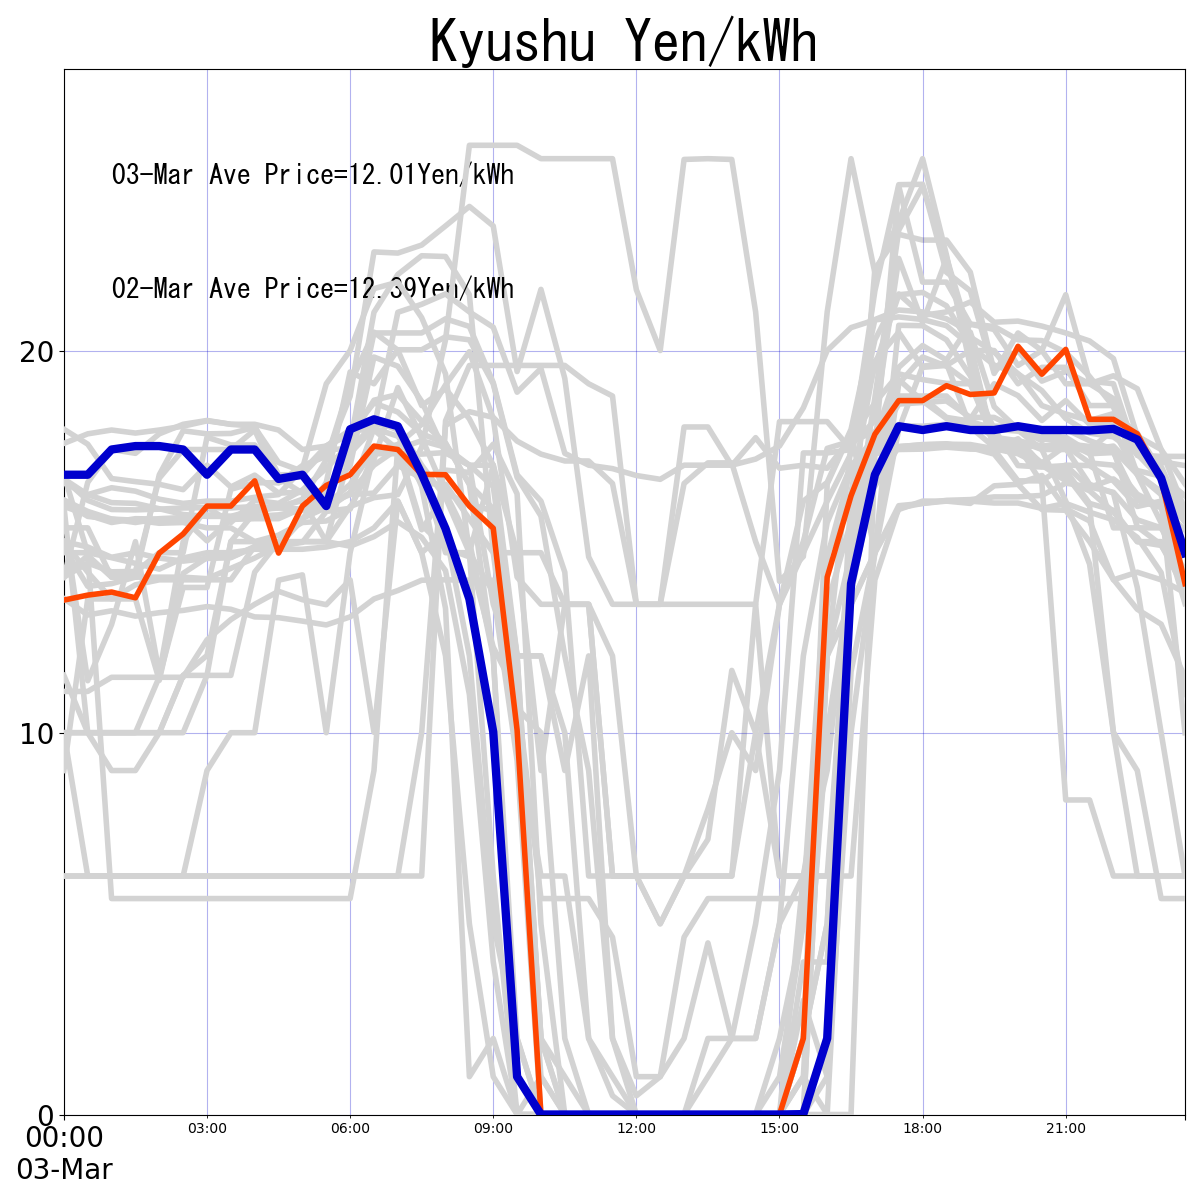 Kyushu Yen/kWh
03-Mar Ave Price=12.01Yen/kWh
02-Mar Ave Price=12.39Yen/kWh
20
10
0
00:00 03:00 06:00 09:00 12:00 15:00 18:00 21:00
03-Mar